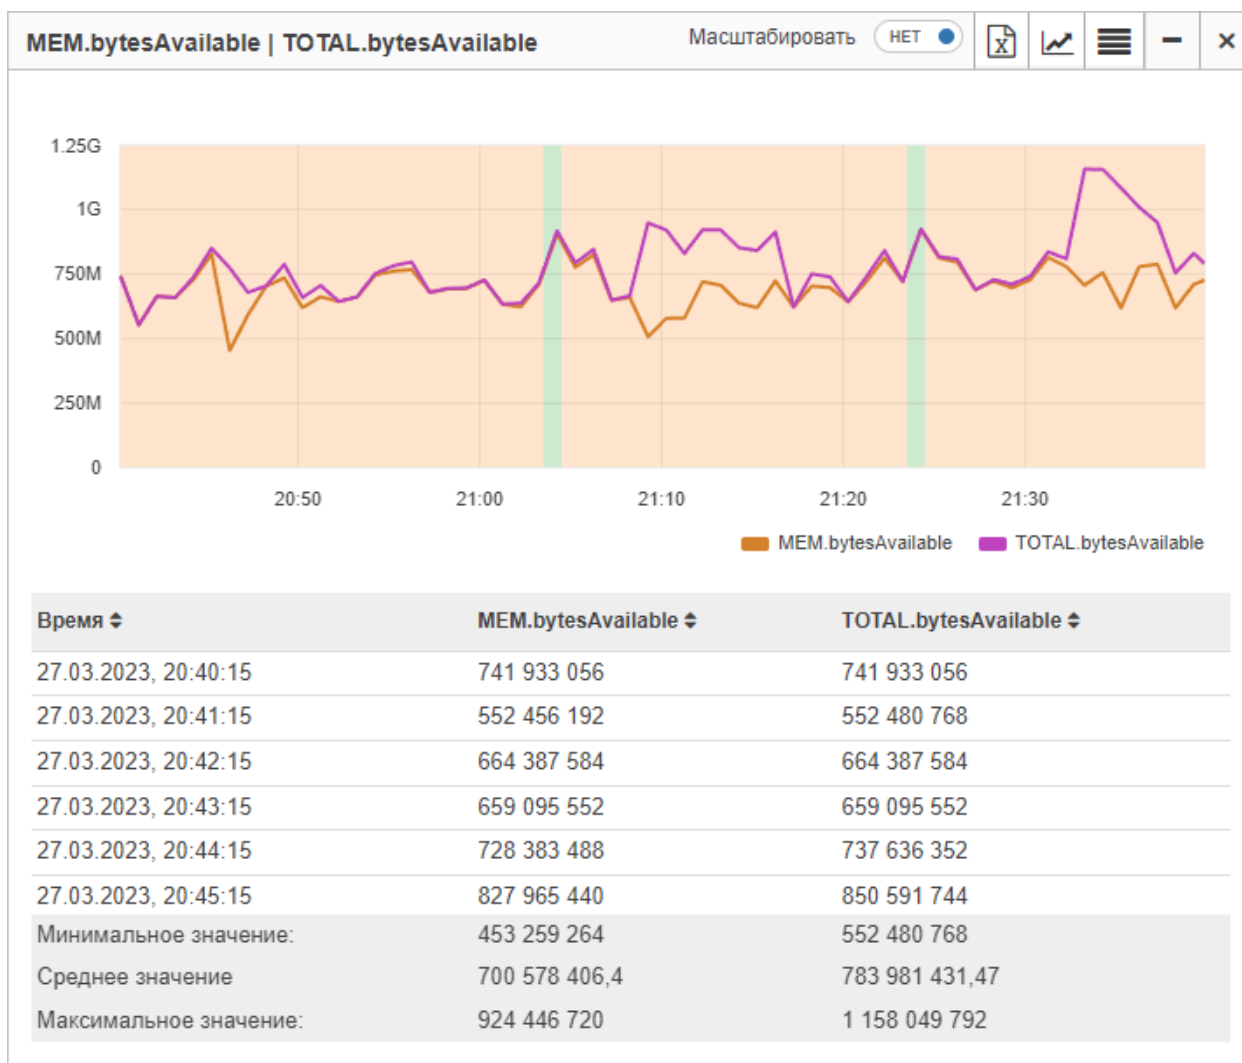 MEM.bytesAvailable | TOTAL.bytesAvailable
Масштабировать НЕТ
1.25G
1G
750M
500M
250M
0
20:50 21:00 21:10 21:20 21:30
MEM.bytesAvailable TOTAL.bytesAvailable
Время MEM.bytesAvailable TOTAL.bytesAvailable
27.03.2023, 20:40:15 741 933 056 741 933 056
27.03.2023, 20:41:15 552 456 192 552 480 768
27.03.2023, 20:42:15 664 387 584 664 387 584
27.03.2023, 20:43:15 659 095 552 659 095 552
27.03.2023, 20:44:15 728 383 488 737 636 352
27.03.2023, 20:45:15 827 965 440 850 591 744
Минимальное значение: 453 259 264 552 480 768
Среднее значение 700 578 406,4 783 981 431,47
Максимальное значение: 924 446 720 1 158 049 792